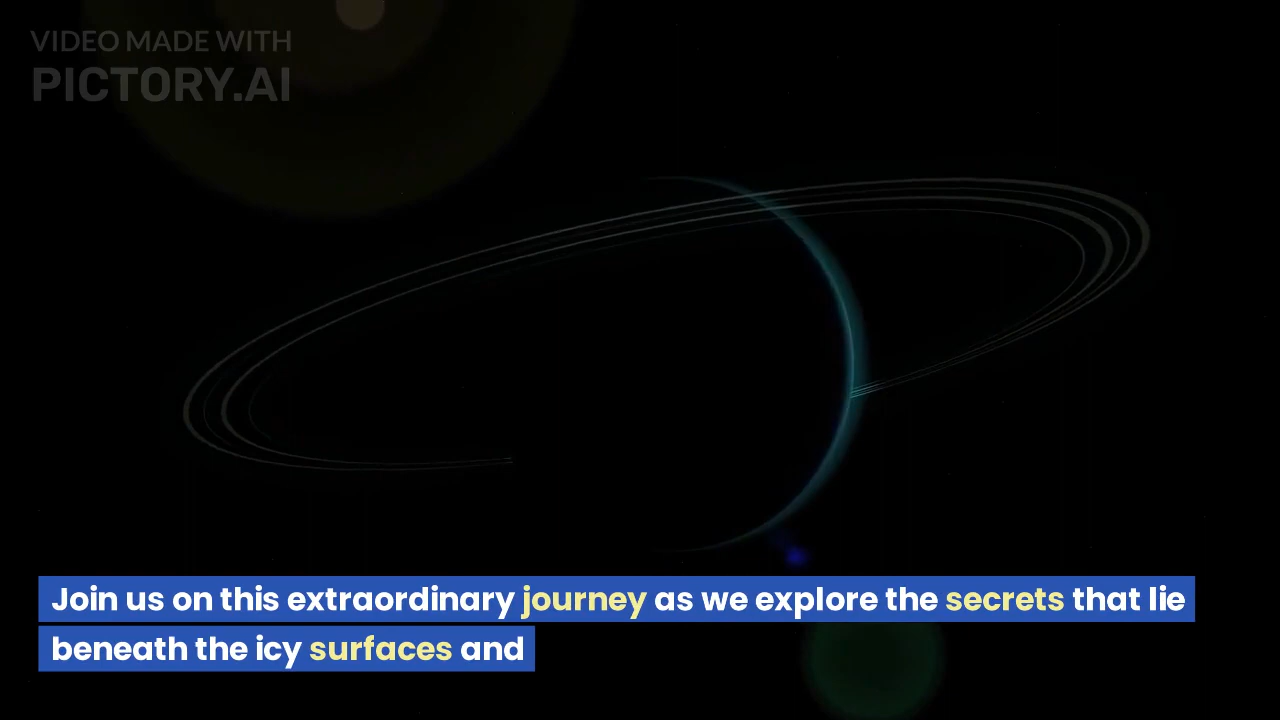 VIDEO MADE WITH
PICTORY.AI
Join us on this extraordinary journey as we explore the secrets that lie
beneath the icy surfaces and